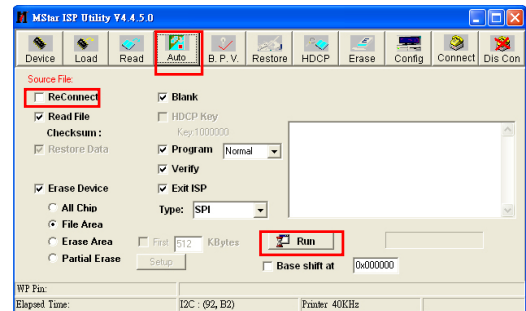 MStar ISP Utility V4.4.5.0
Device Load Read Auto B. P. V. Restore HDCP Erase Config Connect Dis Con
Source File:
ReConnect
Blank
Read File
HDCP Key
Checksum :
Key:1000000
Restore Data
Program Normal
Verify
Erase Device
Exit ISP
All Chip
Type: SPI
File Area
Erase Area
First 512 KBytes
Run
Partial Erase
Setup
Base shift at 0x000000
WP Pin:
Elapsed Time: I2C : (92, B2) Printer 40KHz